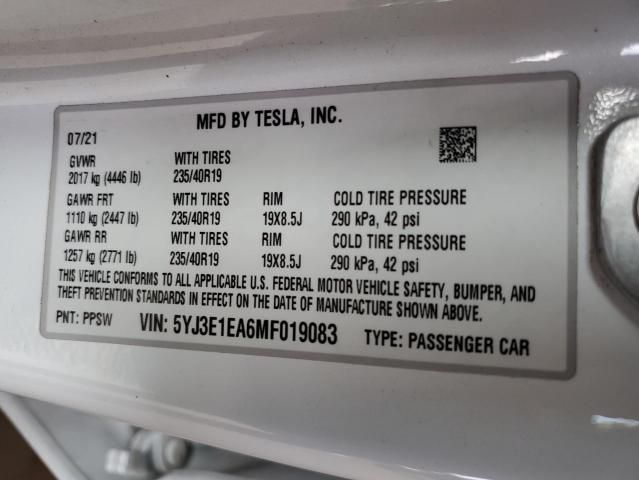 MFD BY TESLA, INC.
07/21
GVWR WITH TIRES
2017 kg (4446 lb) 235/40R19
GAWR FRT WITH TIRES RIM COLD TIRE PRESSURE
1110 kg (2447 lb) 235/40R19 19X8.5J 290 kPa, 42 psi
GAWR RR WITH TIRES RIM COLD TIRE PRESSURE
1257 kg (2771 lb) 235/40R19 19X8.5J 290 kPa, 42 psi
THIS VEHICLE CONFORMS TO ALL APPLICABLE U.S. FEDERAL MOTOR VEHICLE SAFETY, BUMPER, AND
THEFT PREVENTION STANDARDS IN EFFECT ON THE DATE OF MANUFACTURE SHOWN ABOVE.
PNT: PPSW VIN: 5YJ3E1EA6MF019083 TYPE: PASSENGER CAR